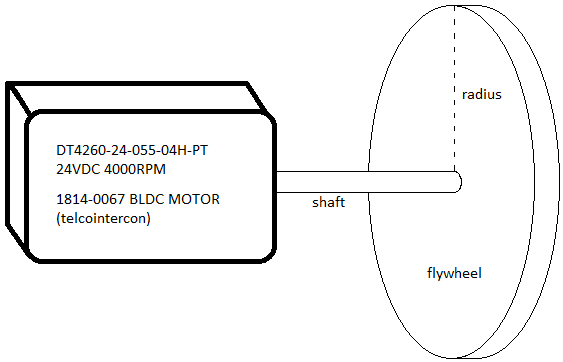 DT4260-24-055-04H-PT
24VDC 4000RPM
1814-0067 BLDC MOTOR
(telcointercon)
shaft
radius
flywheel